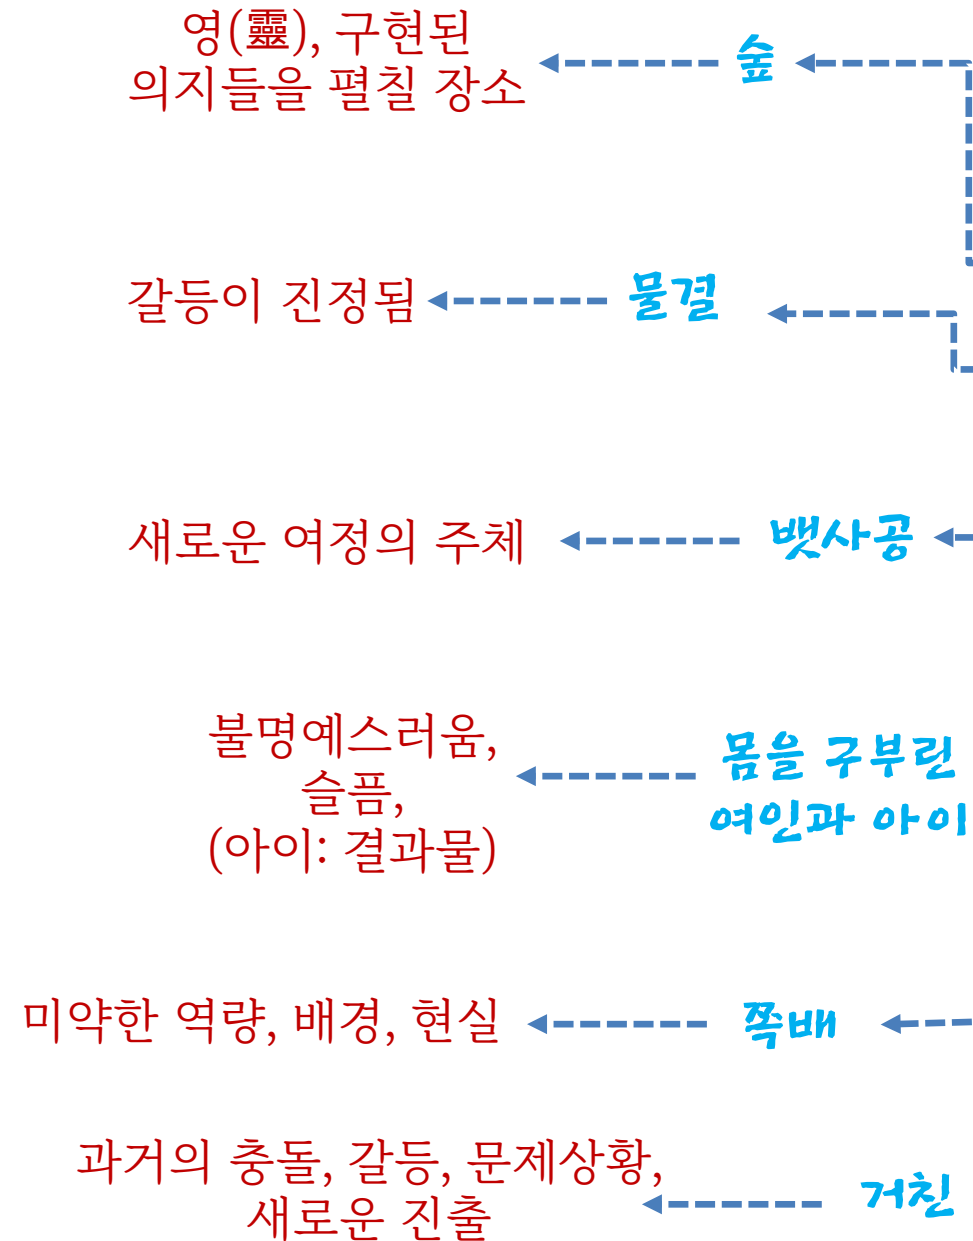 영(靈), 구현된
의지들을 펼칠 장소
숲
갈등이 진정됨
물결
새로운 여정의 주체
뱃사공
불명예스러움,
슬픔,
(아이: 결과물)
몸을 구부린
여인과 아이
미약한 역량, 배경, 현실
쪽배
과거의 충돌, 갈등, 문제상황,
새로운 진출
거친